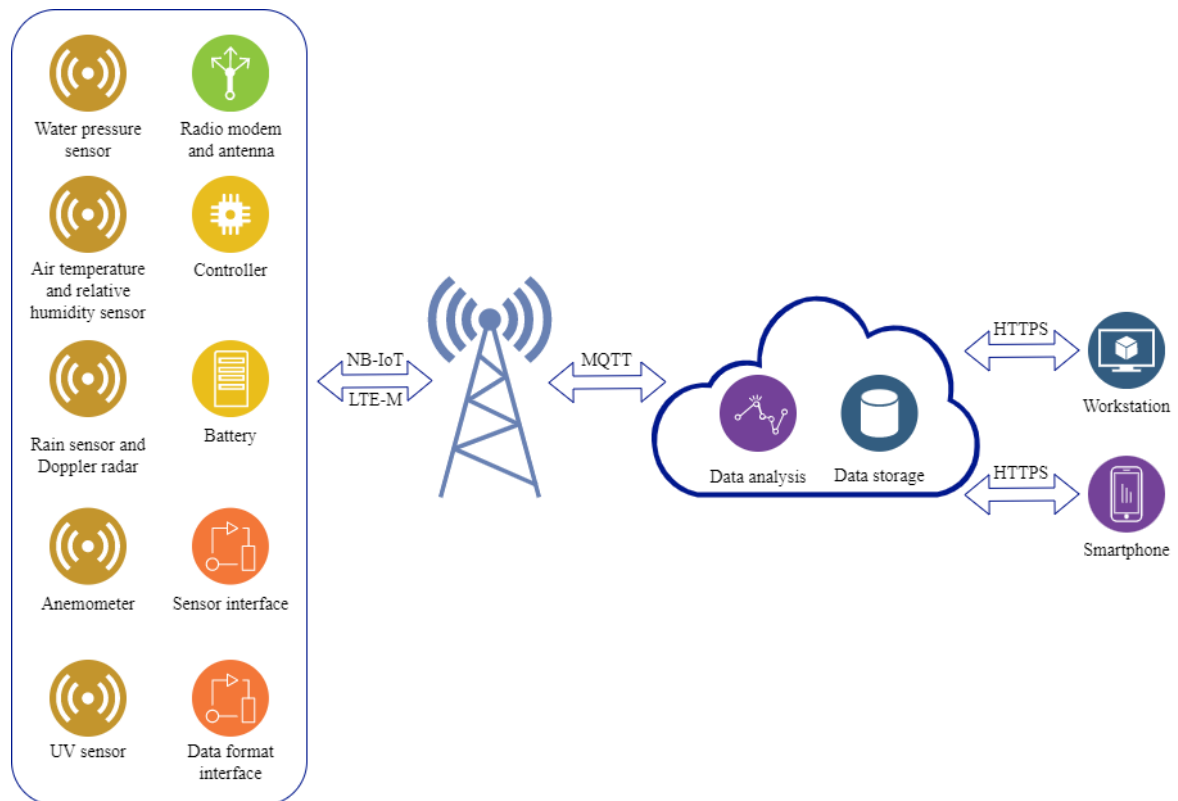 Water pressure
sensor
Radio modem
and antenna
Air temperature
and relative
humidity sensor
Controller
Rain sensor and
Doppler radar
Battery
Anemometer
Sensor interface
UV sensor
Data format
interface
NB-IoT
LTE-M
MQTT
Data analysis
Data storage
HTTPS
Workstation
HTTPS
Smartphone